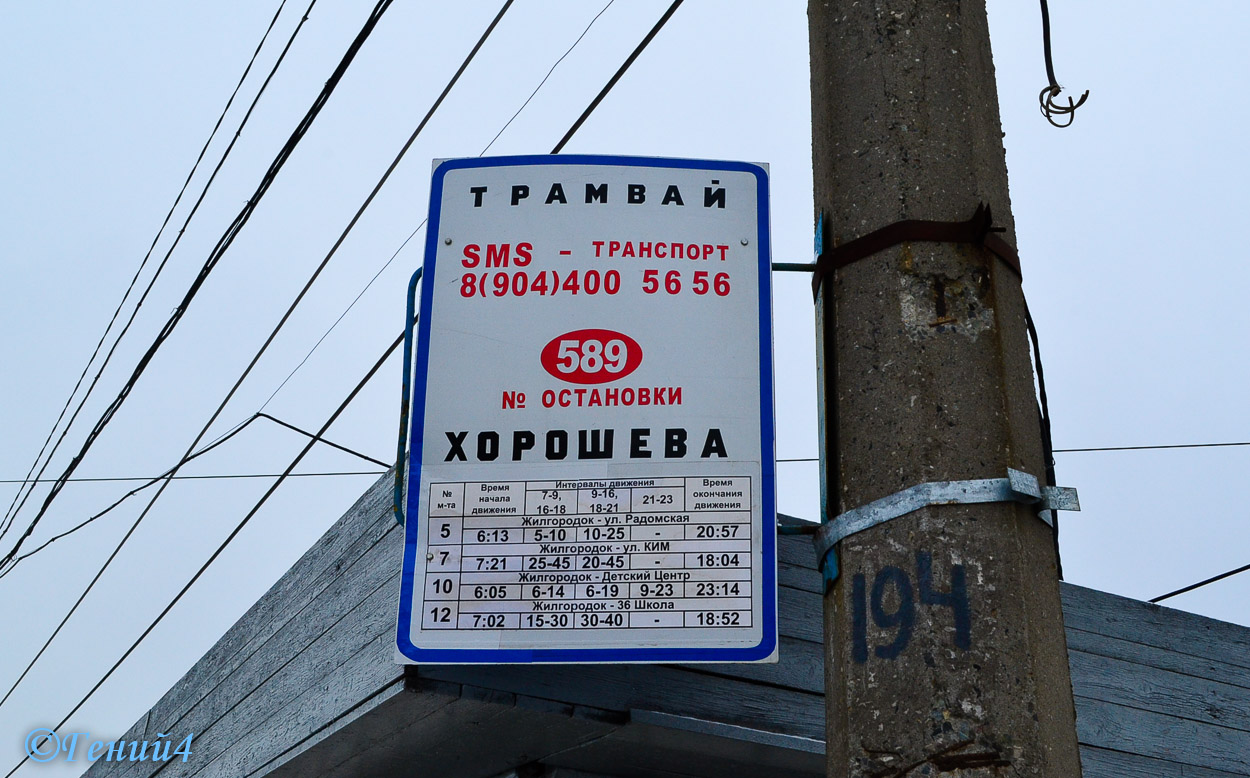 ТРАМВАЙ
SMS - ТРАНСПОРТ
8(904)400 56 56
589
№ ОСТАНОВКИ
ХОРОШЕВА
№ м-та Время начала движения Интервалы движения 7-9, 16-18 9-16, 18-21 21-23 Время окончания движения
Жилгородок - ул. Радомская
5 6:13 5-10 10-25 - 20:57
Жилгородок - ул. КИМ
7 7:21 25-45 20-45 - 18:04
Жилгородок - Детский Центр
10 6:05 6-14 6-19 9-23 23:14
Жилгородок - 36 Школа
12 7:02 15-30 30-40 - 18:52
194
©Гений4